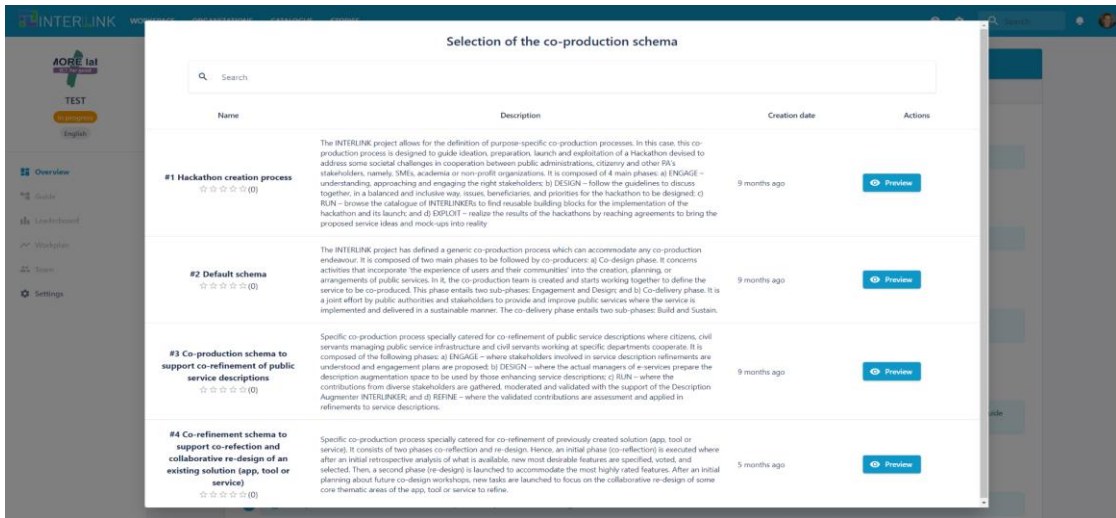 INTERLINK
WORKSPACE ORGANIZATIONS CATALOGUE STORIES
Search
Selection of the co-production schema
Search
TEST
In progress
English
Overview
Guide
Leaderboard
Workplan
Team
Settings
Name Description Creation date Actions
#1 Hackathon creation process
(0)
The INTERLINK project allows for the definition of purpose-specific co-production processes. In this case, this co-
production process is designed to guide ideation, preparation, launch and exploitation of a Hackathon devised to
address some societal challenges in cooperation between public administrations, citizenry and other PA's
stakeholders, namely, SMEs, academia or non-profit organizations. It is composed of 4 main phases: a) ENGAGE –
understanding, approaching and engaging the right stakeholders; b) DESIGN – follow the guidelines to discuss
together, in a balanced and inclusive way, issues, beneficiaries, and priorities for the hackathon to be designed; c)
RUN – browse the catalogue of INTERLINKERs to find reusable building blocks for the implementation of the
hackathon and its launch; and d) EXPLOIT – realize the results of the hackathons by reaching agreements to bring the
proposed service ideas and mock-ups into reality
9 months ago
Preview
#2 Default schema
(0)
The INTERLINK project has defined a generic co-production process which can accommodate any co-production
endeavour. It is composed of two main phases to be followed by co-producers: a) Co-design phase. It concerns
activities that incorporate 'the experience of users and their communities' into the creation, planning, or
arrangements of public services. In it, the co-production team is created and starts working together to define the
service to be co-produced. This phase entails two sub-phases: Engagement and Design; and b) Co-delivery phase. It is
a joint effort by public authorities and stakeholders to provide and improve public services where the service is
implemented and delivered in a sustainable manner. The co-delivery phase entails two sub-phases: Build and Sustain.
9 months ago
Preview
#3 Co-production schema to
support co-refinement of public
service descriptions
(0)
Specific co-production process specially catered for co-refinement of public service descriptions where citizens, civil
servants managing public service infrastructure and civil servants working at specific departments cooperate. It is
composed of the following phases: a) ENGAGE – where stakeholders involved in service description refinements are
understood and engagement plans are proposed; b) DESIGN – where the actual managers of e-services prepare the
description augmentation space to be used by those enhancing service descriptions; c) RUN – where the
contributions from diverse stakeholders are gathered, moderated and validated with the support of the Description
Augmenter INTERLINKER; and d) REFINE – where the validated contributions are assessment and applied in
refinements to service descriptions.
9 months ago
Preview
#4 Co-refinement schema to
support co-refection and
collaborative re-design of an
existing solution (app, tool or
service)
(0)
Specific co-production process specially catered for co-refinement of previously created solution (app, tool or
service). It consists of two phases co-reflection and re-design. Hence, an initial phase (co-reflection) is executed where
after an initial retrospective analysis of what is available, new most desirable features are specified, voted, and
selected. Then, a second phase (re-design) is launched to accommodate the most highly rated features. After an initial
planning about future co-design workshops, new tasks are launched to focus on the collaborative re-design of some
core thematic areas of the app, tool or service to refine.
5 months ago
Preview